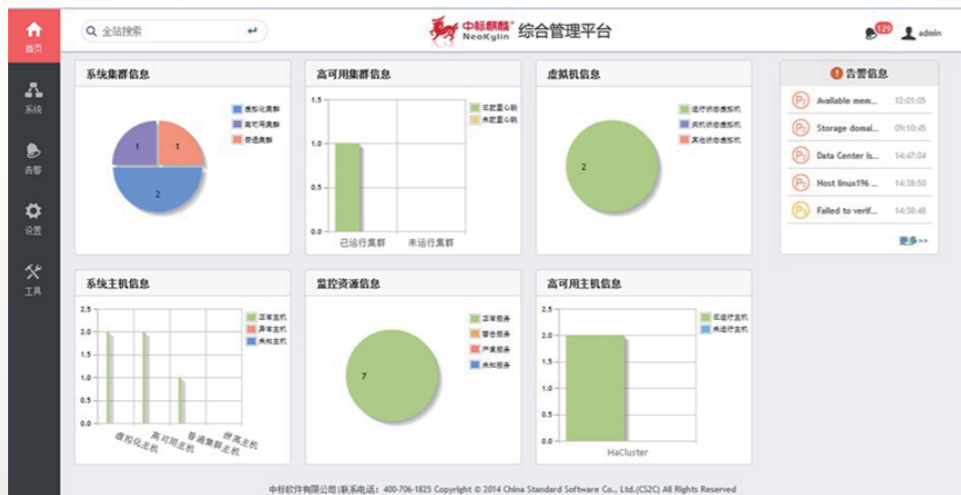 全站搜索
中标麒麟®
NeoKylin
综合管理平台
129
admin
首页
系统
告警
设置
工具
系统集群信息
虚拟化集群
高可用集群
普通集群
1
1
2
高可用集群信息
已配置心跳
未配置心跳
1.5
1.0
0.5
0.0
已运行集群
未运行集群
虚拟机信息
运行状态虚拟机
关机状态虚拟机
其他状态虚拟机
2
告警信息
Available mem... 12:01:05
Storage domai... 09:10:45
Data Center is... 14:47:04
Host linux196 ... 14:38:50
Failed to verif... 14:38:48
更多>>
系统主机信息
正常主机
异常主机
未知主机
2.5
2.0
1.5
1.0
0.5
0.0
虚拟化主机
高可用主机
普通集群主机
游离主机
监控资源信息
正常服务
警告服务
严重服务
未知服务
7
高可用主机信息
已运行主机
未运行主机
2.5
2.0
1.5
1.0
0.5
0.0
HaCluster
中标软件有限公司|联系电话：400-706-1825 Copyright © 2014 China Standard Software Co., Ltd.(CS2C) All Rights Reserved